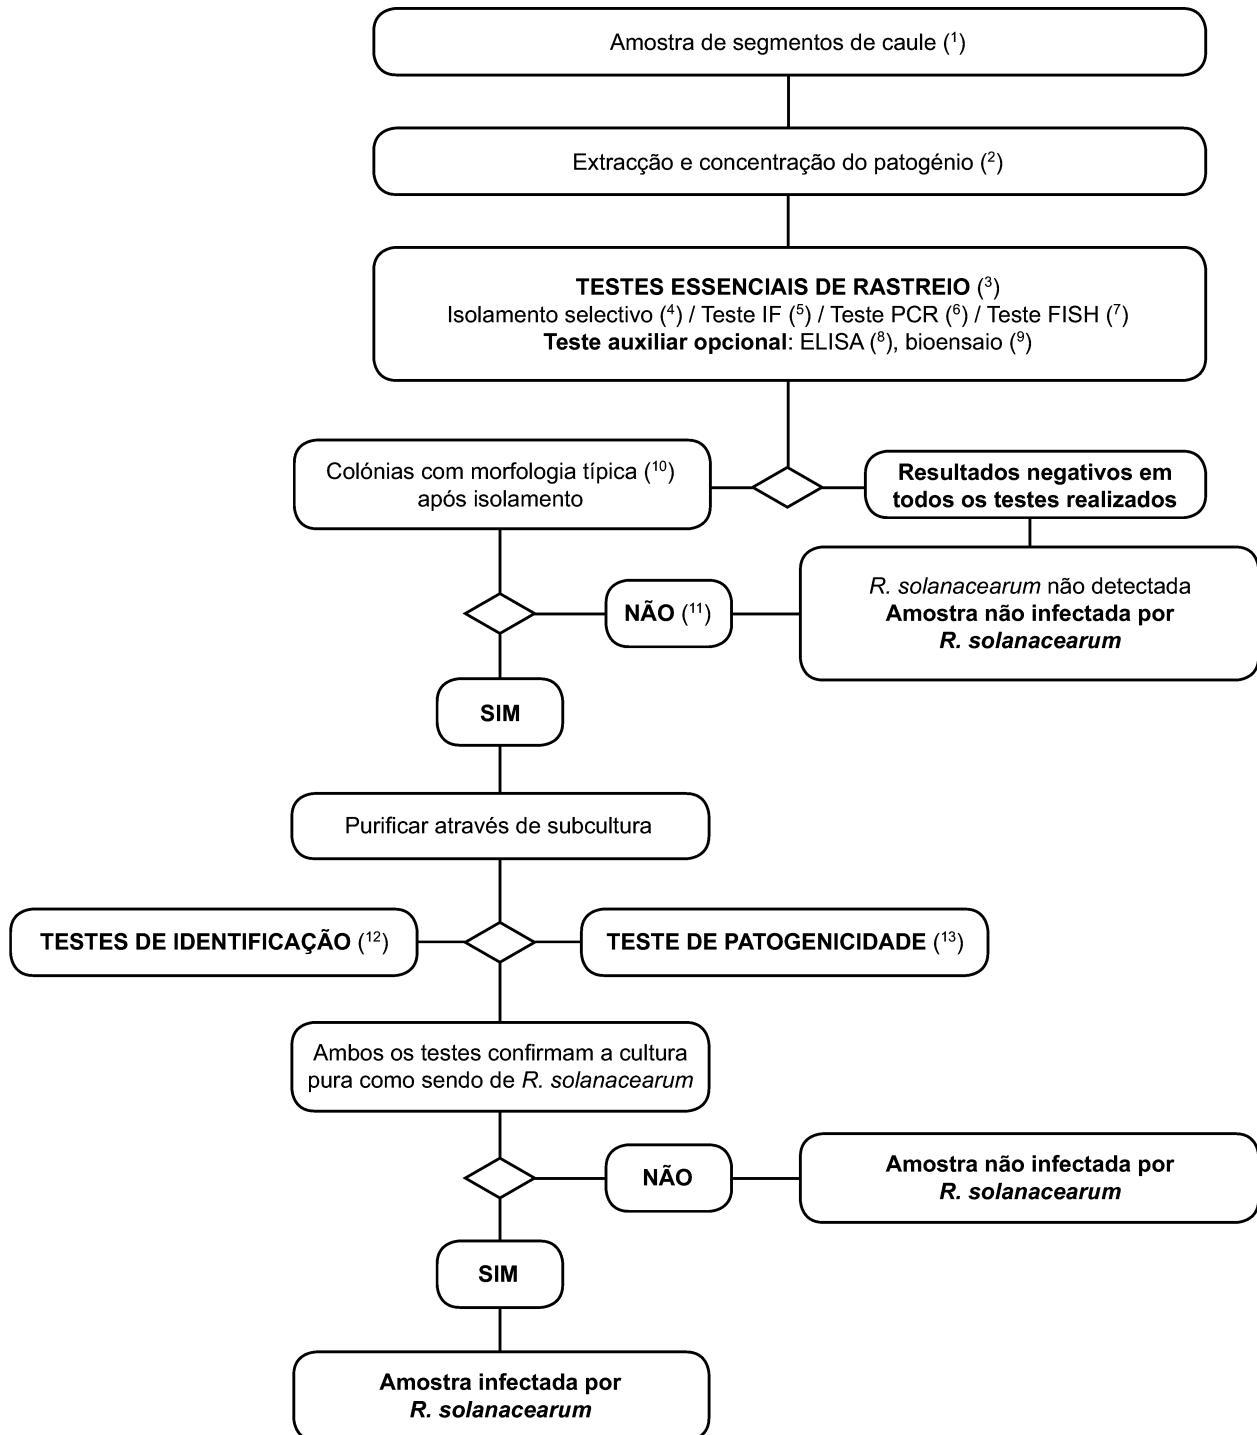 Amostra de segmentos de caule (¹)
Extracção e concentração do patogénio (²)
TESTES ESSENCIAIS DE RASTREIO (³)
Isolamento selectivo (⁴) / Teste IF (⁵) / Teste PCR (⁶) / Teste FISH (⁷)
Teste auxiliar opcional: ELISA (⁸), bioensaio (⁹)
Colónias com morfologia típica (¹⁰)
após isolamento
Resultados negativos em
todos os testes realizados
NÃO (¹¹)
R. solanacearum não detectada
Amostra não infectada por
R. solanacearum
SIM
Purificar através de subcultura
TESTES DE IDENTIFICAÇÃO (¹²)
TESTE DE PATOGENICIDADE (¹³)
Ambos os testes confirmam a cultura
pura como sendo de R. solanacearum
NÃO
Amostra não infectada por
R. solanacearum
SIM
Amostra infectada por
R. solanacearum